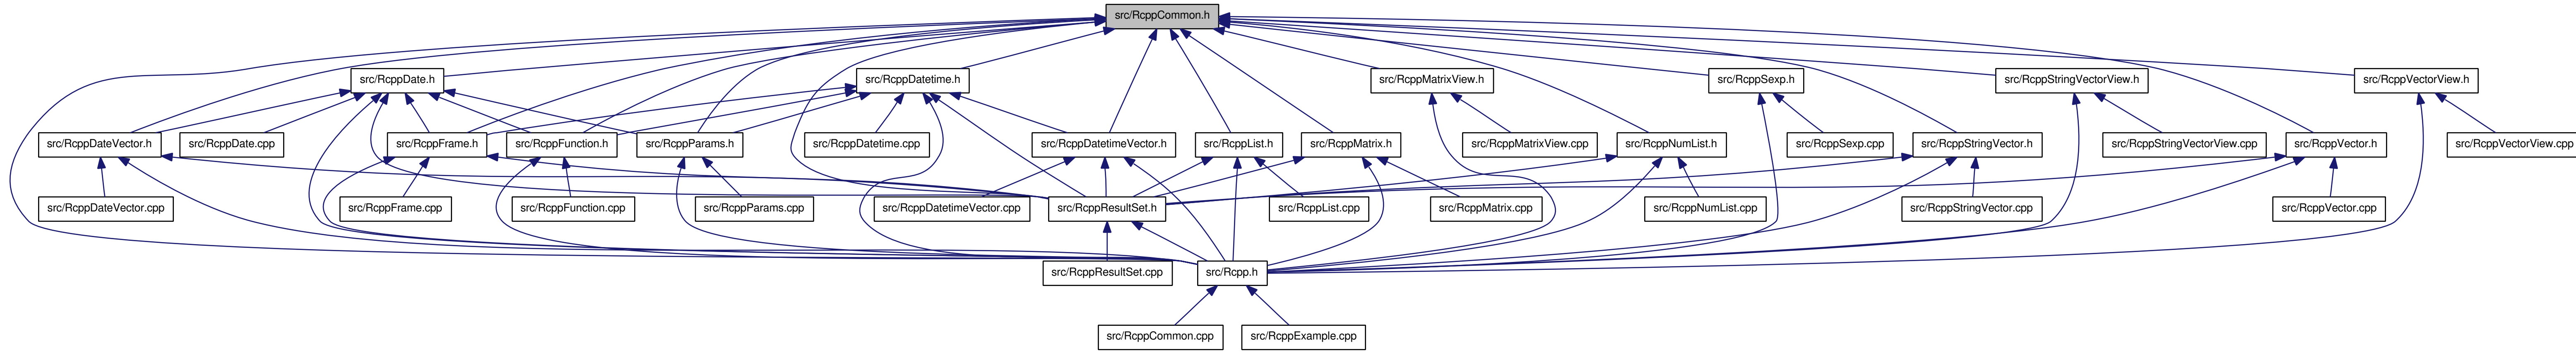 src/RcppCommon.h
src/RcppDate.h
src/RcppDatetime.h
src/RcppMatrixView.h
src/RcppSexp.h
src/RcppStringVectorView.h
src/RcppVectorView.h
src/RcppDateVector.h
src/RcppDate.cpp
src/RcppFrame.h
src/RcppFunction.h
src/RcppParams.h
src/RcppDatetime.cpp
src/RcppDatetimeVector.h
src/RcppList.h
src/RcppMatrix.h
src/RcppMatrixView.cpp
src/RcppNumList.h
src/RcppSexp.cpp
src/RcppStringVector.h
src/RcppStringVectorView.cpp
src/RcppVector.h
src/RcppVectorView.cpp
src/RcppDateVector.cpp
src/RcppFrame.cpp
src/RcppFunction.cpp
src/RcppParams.cpp
src/RcppDatetimeVector.cpp
src/RcppResultSet.h
src/RcppList.cpp
src/RcppMatrix.cpp
src/RcppNumList.cpp
src/RcppStringVector.cpp
src/RcppVector.cpp
src/RcppResultSet.cpp
src/Rcpp.h
src/RcppCommon.cpp
src/RcppExample.cpp